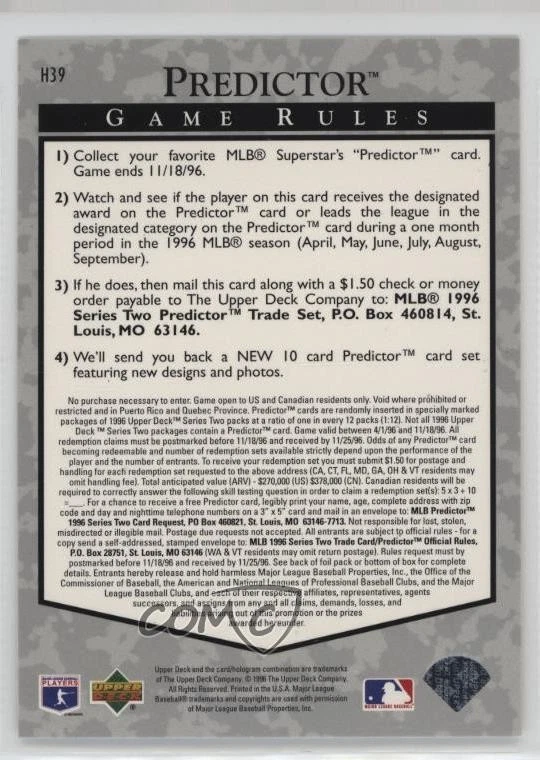 H39
PREDICTOR™
GAME RULES
1) Collect your favorite MLB® Superstar's "Predictor™" card.
Game ends 11/18/96.
2) Watch and see if the player on this card receives the designated
award on the Predictor™ card or leads the league in the
designated category on the Predictor™ card during a one month
period in the 1996 MLB® season (April, May, June, July, August,
September).
3) If he does, then mail this card along with a $1.50 check or money
order payable to The Upper Deck Company to: MLB® 1996
Series Two Predictor™ Trade Set, P.O. Box 460814, St.
Louis, MO 63146.
4) We'll send you back a NEW 10 card Predictor™ card set
featuring new designs and photos.
No purchase necessary to enter. Game open to US and Canadian residents only. Void where prohibited or
restricted and in Puerto Rico and Quebec Province. Predictor™ cards are randomly inserted in specially marked
packages of 1996 Upper Deck™ Series Two packs at a ratio of one in every 12 packs (1:12). Not all 1996 Upper
Deck ™ Series Two packages contain a Predictor™ card. Game valid between 4/1/96 and 11/18/96. All
redemption claims must be postmarked before 11/18/96 and received by 11/25/96. Odds of any Predictor™ card
becoming redeemable and number of redemption sets available strictly depend upon the performance of the
player and the number of entrants. To receive your redemption set you must submit $1.50 for postage and
handling for each redemption set requested to the above address (CA, CT, FL, MD, GA, OH & VT residents may
omit handling fee). Total anticipated value (ARV) - $270,000 (US) $378,000 (CN). Canadian residents will be
required to correctly answer the following skill testing question in order to claim a redemption set(s): 5 x 3 + 10
=___. For a chance to receive a free Predictor card, legibly print your name, age, complete address with zip
code and day and nighttime telephone numbers on a 3" x 5" card and mail in an envelope to: MLB Predictor™
1996 Series Two Card Request, PO Box 460821, St. Louis, MO 63146-7713. Not responsible for lost, stolen,
misdirected or illegible mail. Postage due requests not accepted. All entrants are subject to official rules - for a
copy send a self-addressed, stamped envelope to: MLB 1996 Series Two Trade Card/Predictor™ Official Rules,
P.O. Box 28751, St. Louis, MO 63146 (WA & VT residents may omit return postage). Rules request must by
postmarked before 11/18/96 and received by 11/25/96. See back of foil pack or bottom of box for complete
details. Entrants hereby release and hold harmless Major League Baseball Properties, Inc., the Office of the
Commissioner of Baseball, the American and National Leagues of Professional Baseball Clubs, and the Major
League Baseball Clubs, and each of their respective affiliates, representatives, agents
successors, and assigns from any and all claims, demands, losses, and
liabilities arising out of this promotion or the prizes
awarded hereunder.
COMC
Upper Deck and the card/hologram combination are trademarks
of The Upper Deck Company. © 1996 The Upper Deck Company.
All Rights Reserved. Printed in the U.S.A. Major League
Baseball® trademarks and copyrights are used with permission
of Major League Baseball Properties, Inc.
PLAYERS
UPPER
DECK
MAJOR LEAGUE BASEBALL